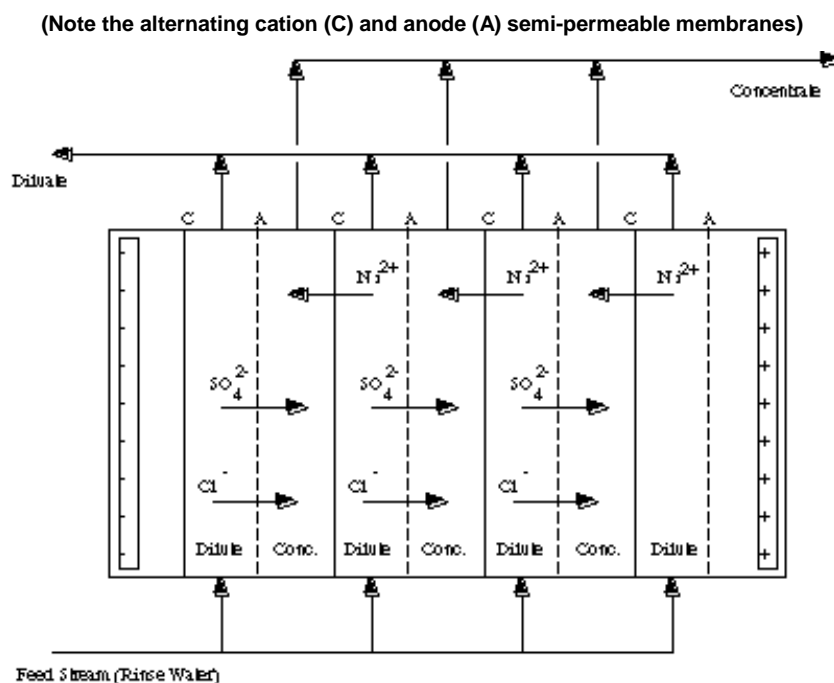 (Note the alternating cation (C) and anode (A) semi-permeable membranes)
Concentrate
Diluate
C A C A C A C A
Ni2+ Ni2+ Ni2+
SO42- SO42- SO42-
Cl- Cl- Cl-
Dilute Conc. Dilute Conc. Dilute Conc. Dilute
- - - - - - - - -
+ + + + + + + + +
Feed Stream (Rinse Water)